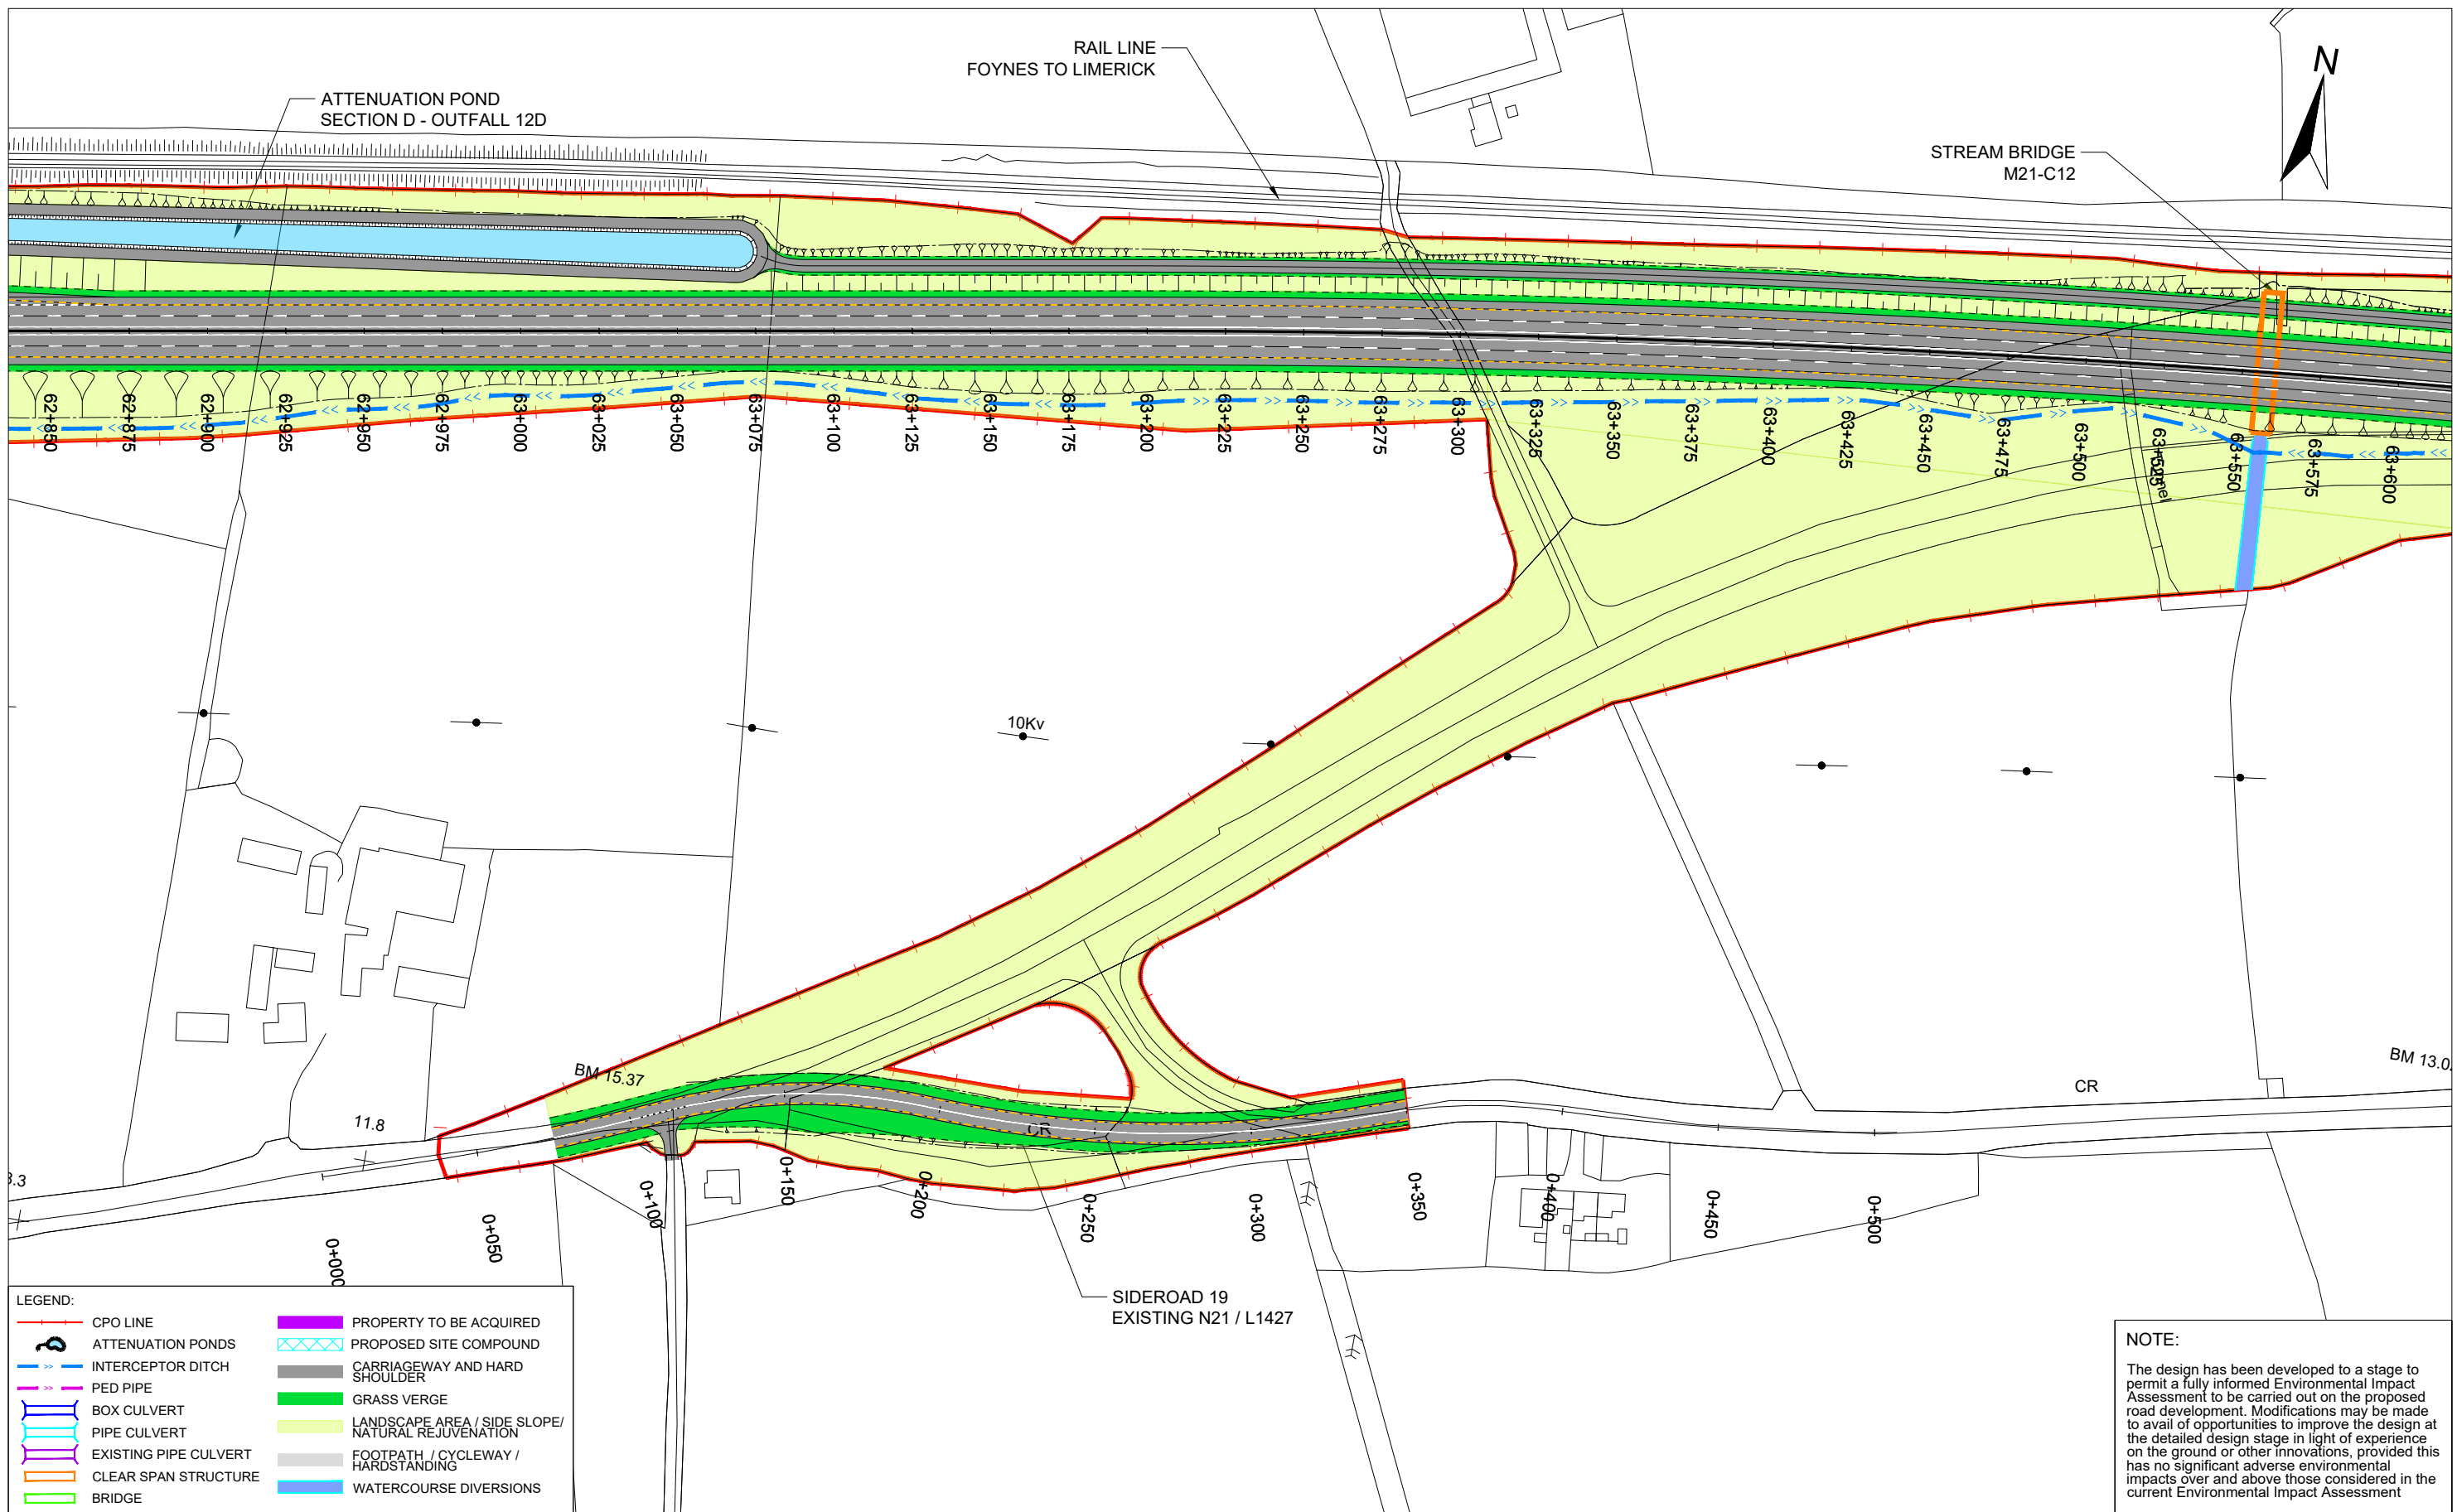 RAIL LINE
FOYNES TO LIMERICK
N
ATTENUATION POND
SECTION D - OUTFALL 12D
STREAM BRIDGE
M21-C12
62+850
62+875
62+900
62+925
62+950
62+975
63+000
63+025
63+050
63+075
63+100
63+125
63+150
63+175
63+200
63+225
63+250
63+275
63+300
63+325
63+350
63+375
63+400
63+425
63+450
63+475
63+500
63+525
63+550
63+575
63+600
10Kv
BM 15.37
11.8
CR
CR
0+000
0+050
0+100
0+150
0+200
0+250
0+300
0+350
0+400
0+450
0+500
SIDEROAD 19
EXISTING N21 / L1427
LEGEND:
CPO LINE
ATTENUATION PONDS
INTERCEPTOR DITCH
PED PIPE
BOX CULVERT
PIPE CULVERT
EXISTING PIPE CULVERT
CLEAR SPAN STRUCTURE
BRIDGE
PROPERTY TO BE ACQUIRED
PROPOSED SITE COMPOUND
CARRIAGEWAY AND HARD
SHOULDER
GRASS VERGE
LANDSCAPE AREA / SIDE SLOPE/
NATURAL REJUVENATION
FOOTPATH / CYCLEWAY /
HARDSTANDING
WATERCOURSE DIVERSIONS
NOTE:
The design has been developed to a stage to
permit a fully informed Environmental Impact
Assessment to be carried out on the proposed
road development. Modifications may be made
to avail of opportunities to improve the design at
the detailed design stage in light of experience
on the ground or other innovations, provided this
has no significant adverse environmental
impacts over and above those considered in the
current Environmental Impact Assessment